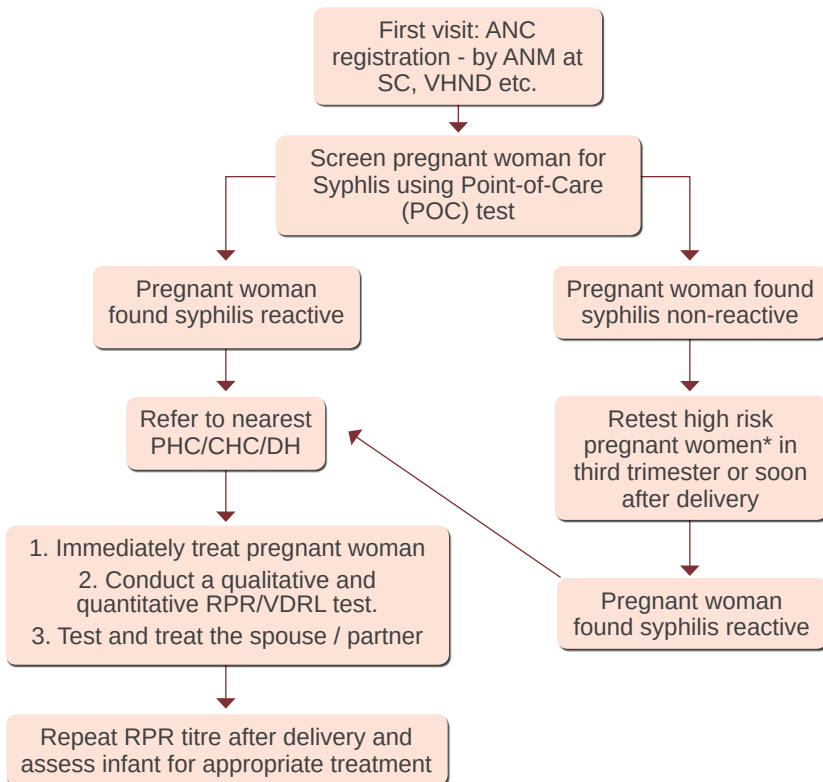 First visit: ANC
registration - by ANM at
SC, VHND etc.
Screen pregnant woman for
Syphlis using Point-of-Care
(POC) test
Pregnant woman
found syphilis reactive
Pregnant woman found
syphilis non-reactive
Refer to nearest
PHC/CHC/DH
Retest high risk
pregnant women* in
third trimester or soon
after delivery
1. Immediately treat pregnant woman
2. Conduct a qualitative and
quantitative RPR/VDRL test.
3. Test and treat the spouse / partner
Pregnant woman
found syphilis reactive
Repeat RPR titre after delivery and
assess infant for appropriate treatment